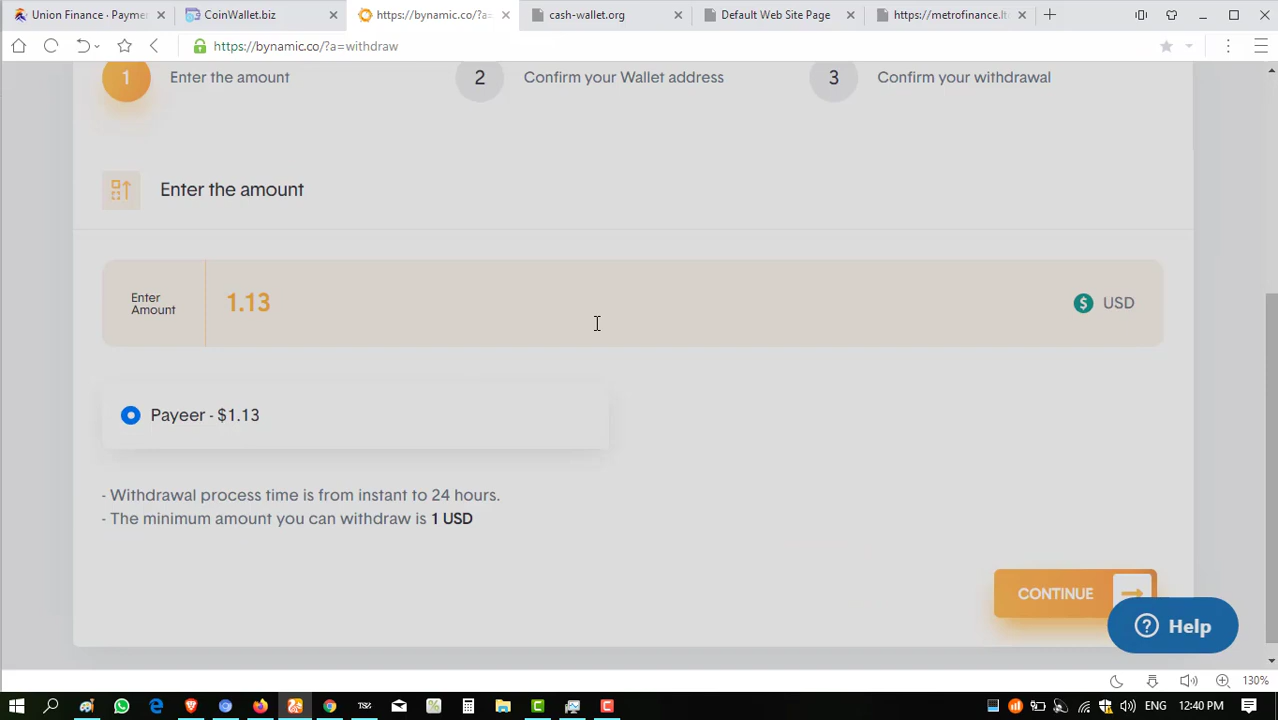 Union Finance · Paymer
CoinWallet.biz
https://bynamic.co/?a=
cash-wallet.org
Default Web Site Page
https://metrofinance.lt
https://bynamic.co/?a=withdraw
1 Enter the amount
2 Confirm your Wallet address
3 Confirm your withdrawal
Enter the amount
Enter
Amount
1.13
$ USD
Payeer - $1.13
- Withdrawal process time is from instant to 24 hours.
- The minimum amount you can withdraw is 1 USD
CONTINUE
? Help
130%
ENG 12:40 PM